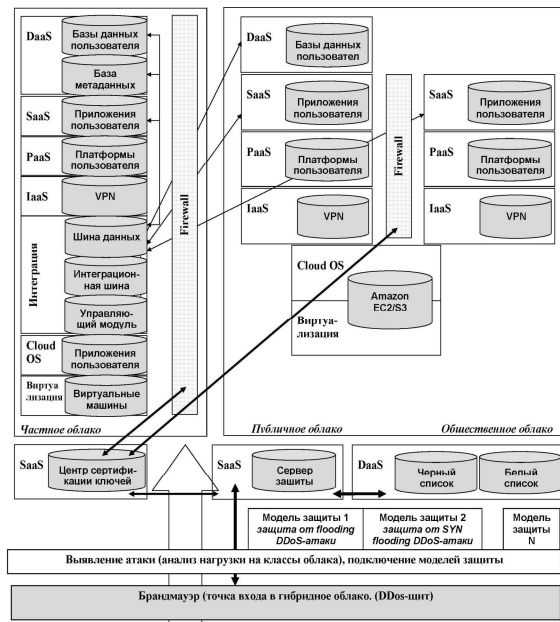 DaaS
Базы данных
пользователя
База
метаданных
SaaS
Приложения
пользователя
PaaS
Платформы
пользователя
IaaS
VPN
Интеграция
Шина данных
Интеграцион-
ная шина
Управляю-
щий модуль
Cloud
OS
Приложения
пользователя
Виртуа
лизация
Виртуальные
машины
Firewall
Частное облако
DaaS
Базы данных
пользовател
SaaS
Приложения
пользователя
PaaS
Платформы
пользователя
IaaS
VPN
Firewall
SaaS
Приложения
пользователя
PaaS
Платформы
пользователя
IaaS
VPN
Cloud OS
Amazon
EC2/S3
Виртуа-
лизация
Публичное облако
Общественное облако
SaaS
Центр сертифи-
кации ключей
SaaS
Сервер
зашиты
DaaS
Черный
список
Белый
список
Модель защиты 1
защита от flooding
DDoS-атаки
Модель защиты 2
защита от SYN
flooding DDoS-атаки
Модель
защиты
N
Выявление атаки (анализ нагрузки на классы облака), подключение моделей защиты
Брандмауэр (точка входа в гибридное облако. (DDos-щит)